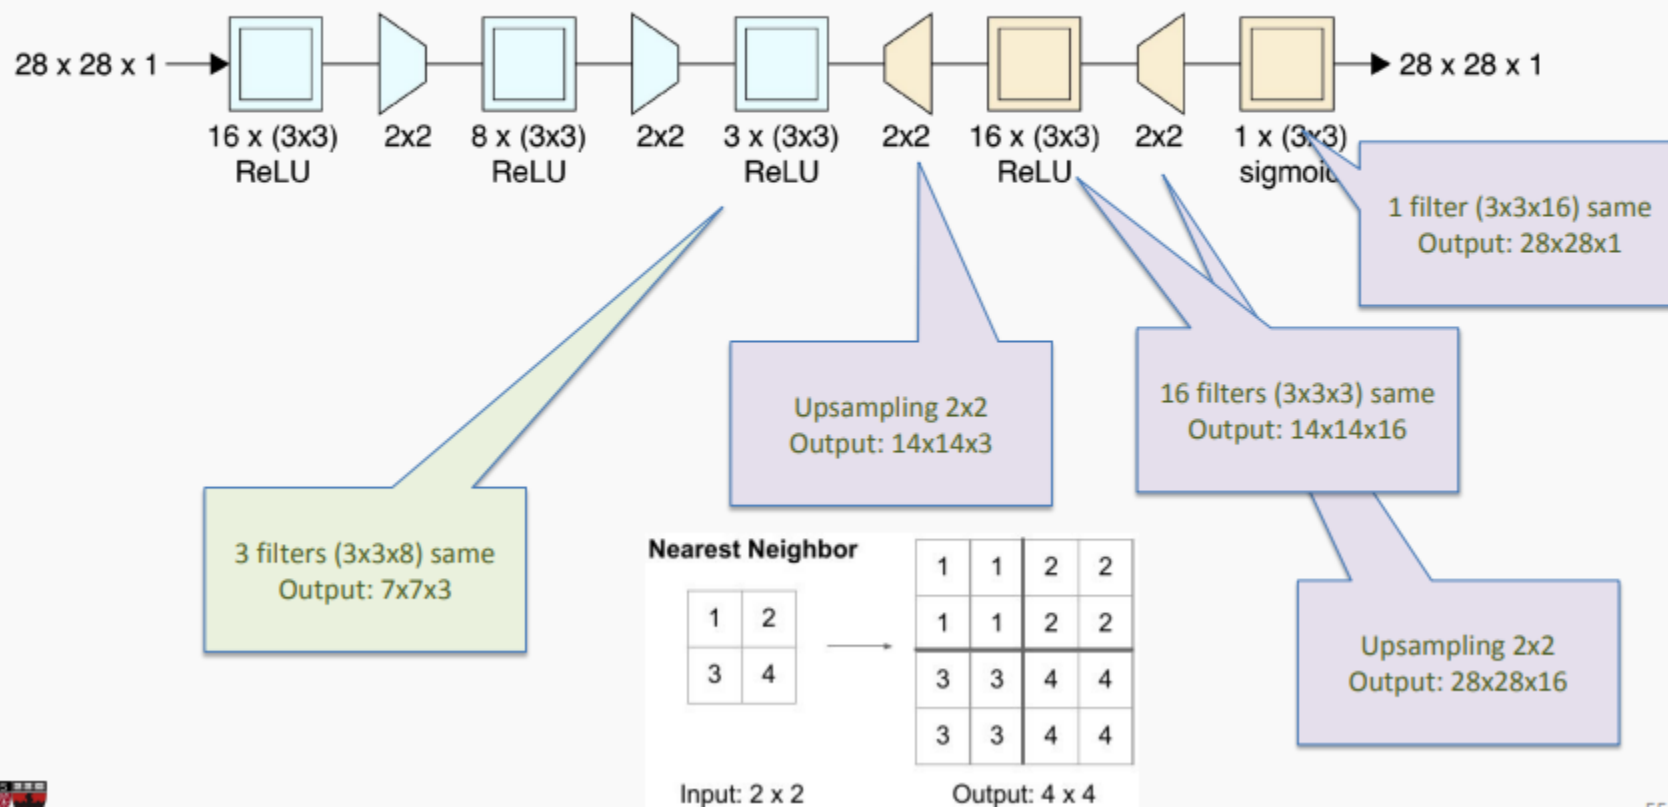 28 x 28 x 1
16 x (3x3)
ReLU
2x2
8 x (3x3)
ReLU
2x2
3 x (3x3)
ReLU
2x2
16 x (3x3)
ReLU
2x2
1 x (3x3)
28 x 28 x 1
1 filter (3x3x16) same
Output: 28x28x1
Upsampling 2x2
Output: 14x14x3
16 filters (3x3x3) same
Output: 14x14x16
3 filters (3x3x8) same
Output: 7x7x3
Upsampling 2x2
Output: 28x28x16
Nearest Neighbor
1 2
3 4
1 1 2 2
1 1 2 2
3 3 4 4
3 3 4 4
Input: 2 x 2
Output: 4 x 4